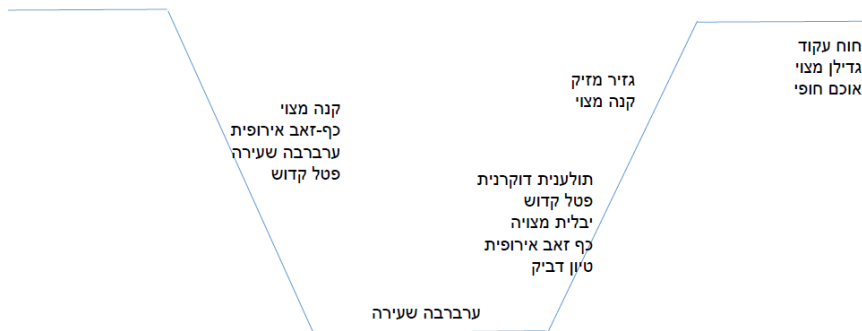 חוח עקוד
גדילן מצוי
אוכם חופי
גזיר מזיק
קנה מצוי
תולענית דוקרנית
פטל קדוש
יבלית מצויה
כף זאב אירופית
טיון דביק
קנה מצוי
כף-זאב אירופית
ערברבה שעירה
פטל קדוש
ערברבה שעירה